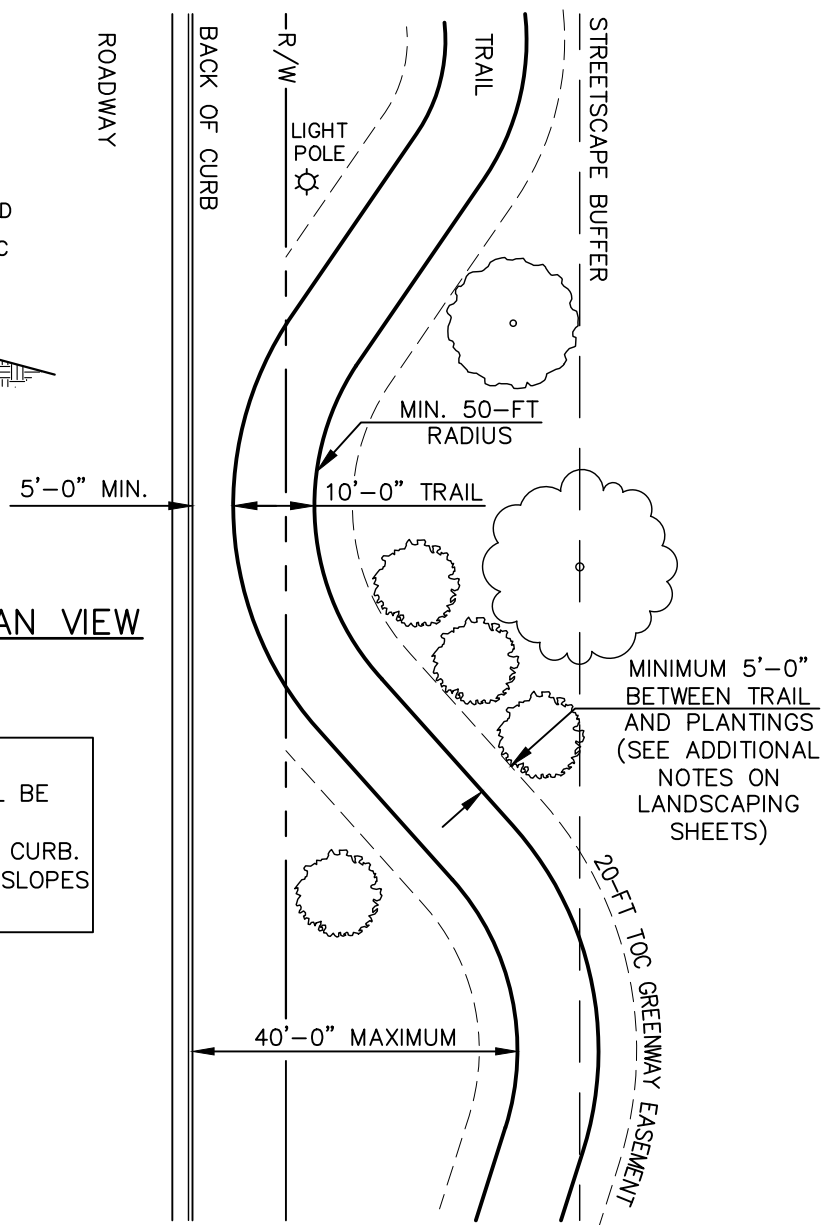 ROADWAY
BACK OF CURB
R/W
TRAIL
STREETSCAPE BUFFER
LIGHT
POLE
D
C
MIN. 50-FT
RADIUS
5'-0" MIN.
10'-0" TRAIL
AN VIEW
MINIMUM 5'-0"
BETWEEN TRAIL
AND PLANTINGS
(SEE ADDITIONAL
NOTES ON
LANDSCAPING
SHEETS)
L BE
CURB.
SLOPES
20-FT TOC GREENWAY EASEMENT
40'-0" MAXIMUM